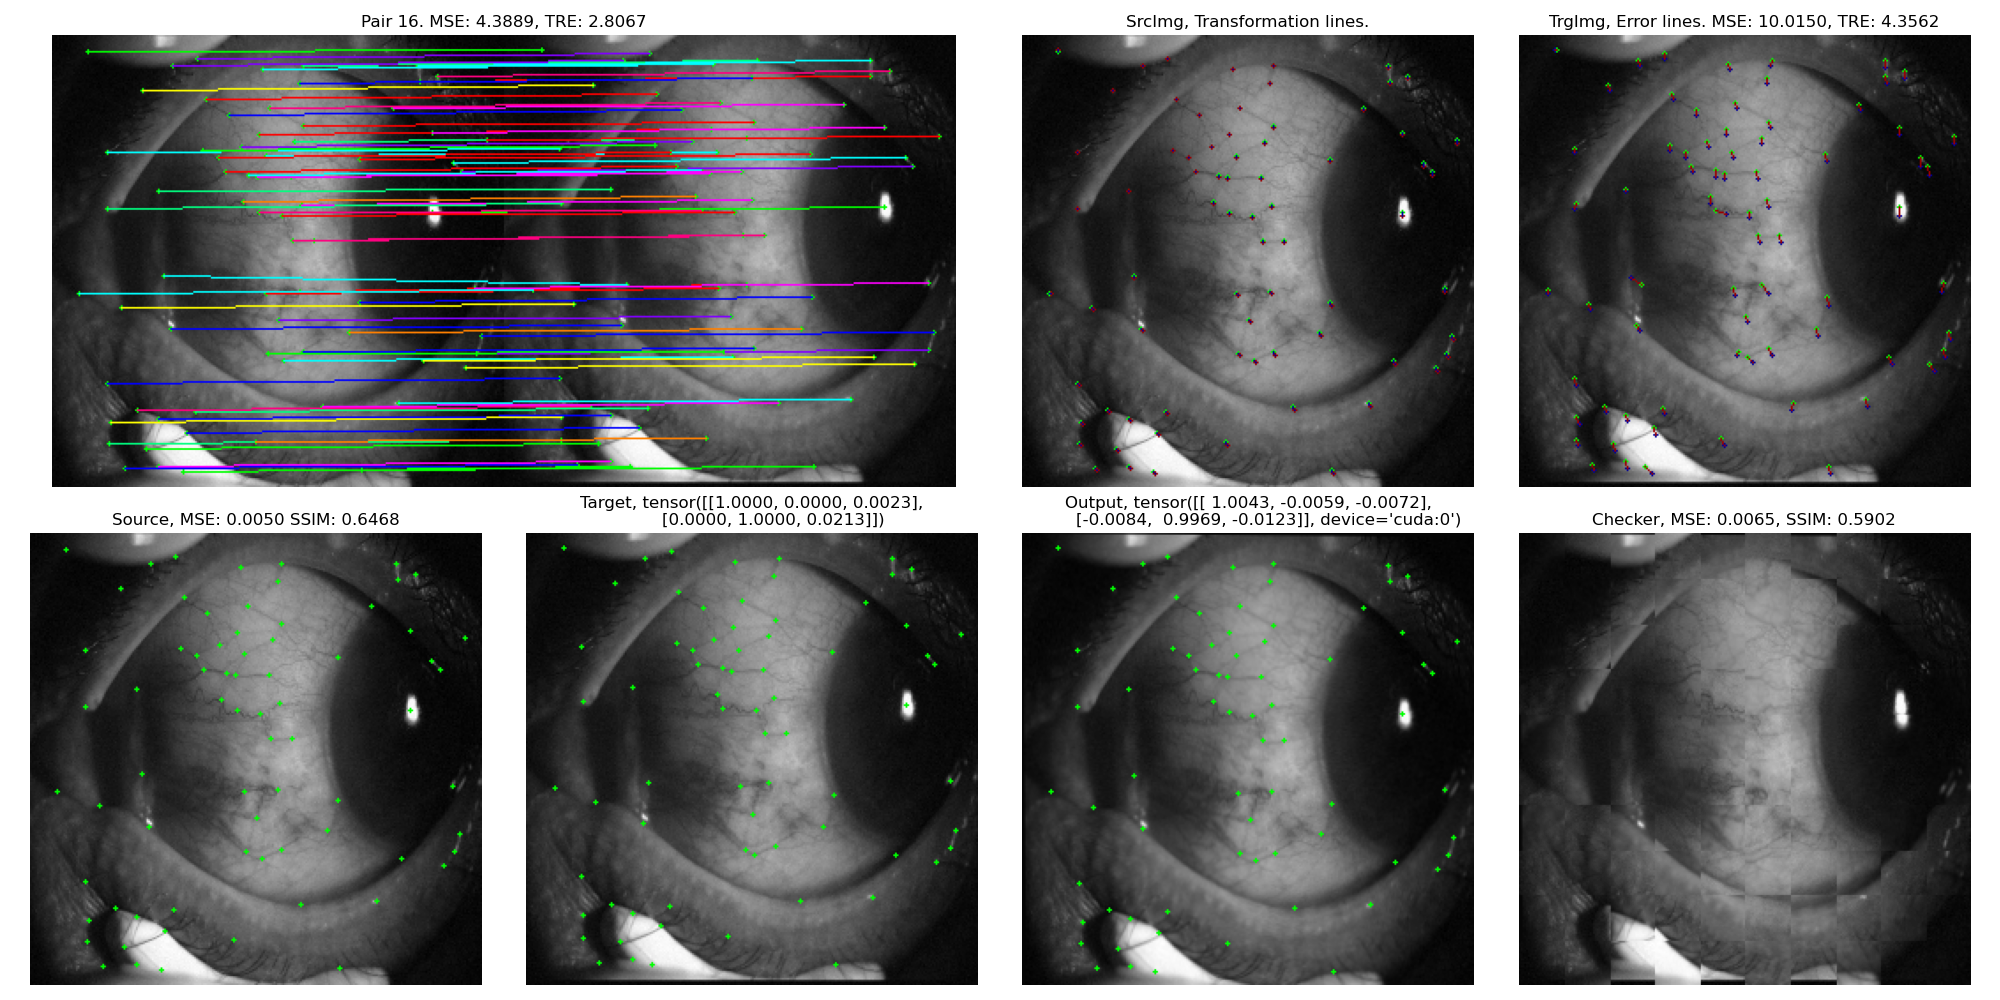 Pair 16. MSE: 4.3889, TRE: 2.8067
SrcImg, Transformation lines.
TrgImg, Error lines. MSE: 10.0150, TRE: 4.3562
Source, MSE: 0.0050 SSIM: 0.6468
Target, tensor([[1.0000, 0.0000, 0.0023],
[0.0000, 1.0000, 0.0213]])
Output, tensor([[ 1.0043, -0.0059, -0.0072],
[-0.0084,  0.9969, -0.0123]], device='cuda:0')
Checker, MSE: 0.0065, SSIM: 0.5902